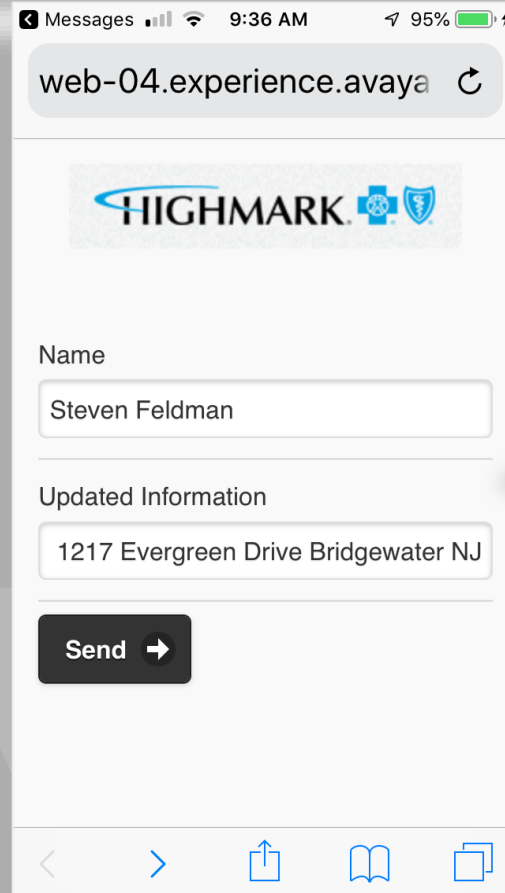 Messages 9:36 AM 95%
web-04.experience.avaya
HIGHMARK.
Name
Steven Feldman
Updated Information
1217 Evergreen Drive Bridgewater NJ
Send